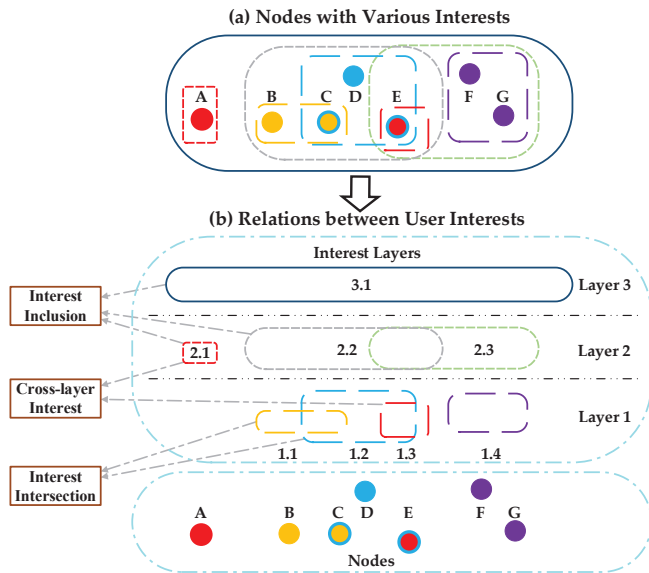 (a) Nodes with Various Interests
A
B
C
D
E
F
G
(b) Relations between User Interests
Interest Layers
3.1
Layer 3
Interest
Inclusion
2.1
2.2
2.3
Layer 2
Cross-layer
Interest
Layer 1
1.1
1.2
1.3
1.4
Interest
Intersection
A
B
C
D
E
F
G
Nodes